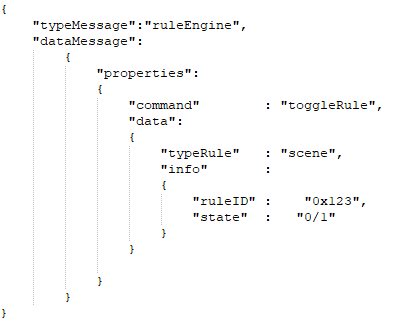 {
    "typeMessage":"ruleEngine",
    "dataMessage":
        {
            "properties":
            {
                "command"        : "toggleRule",
                "data":
                {
                    "typeRule"   : "scene",
                    "info"       :
                    {
                        "ruleID" :    "0x123",
                        "state"  :   "0/1"
                    }
                }
            }
        }
}